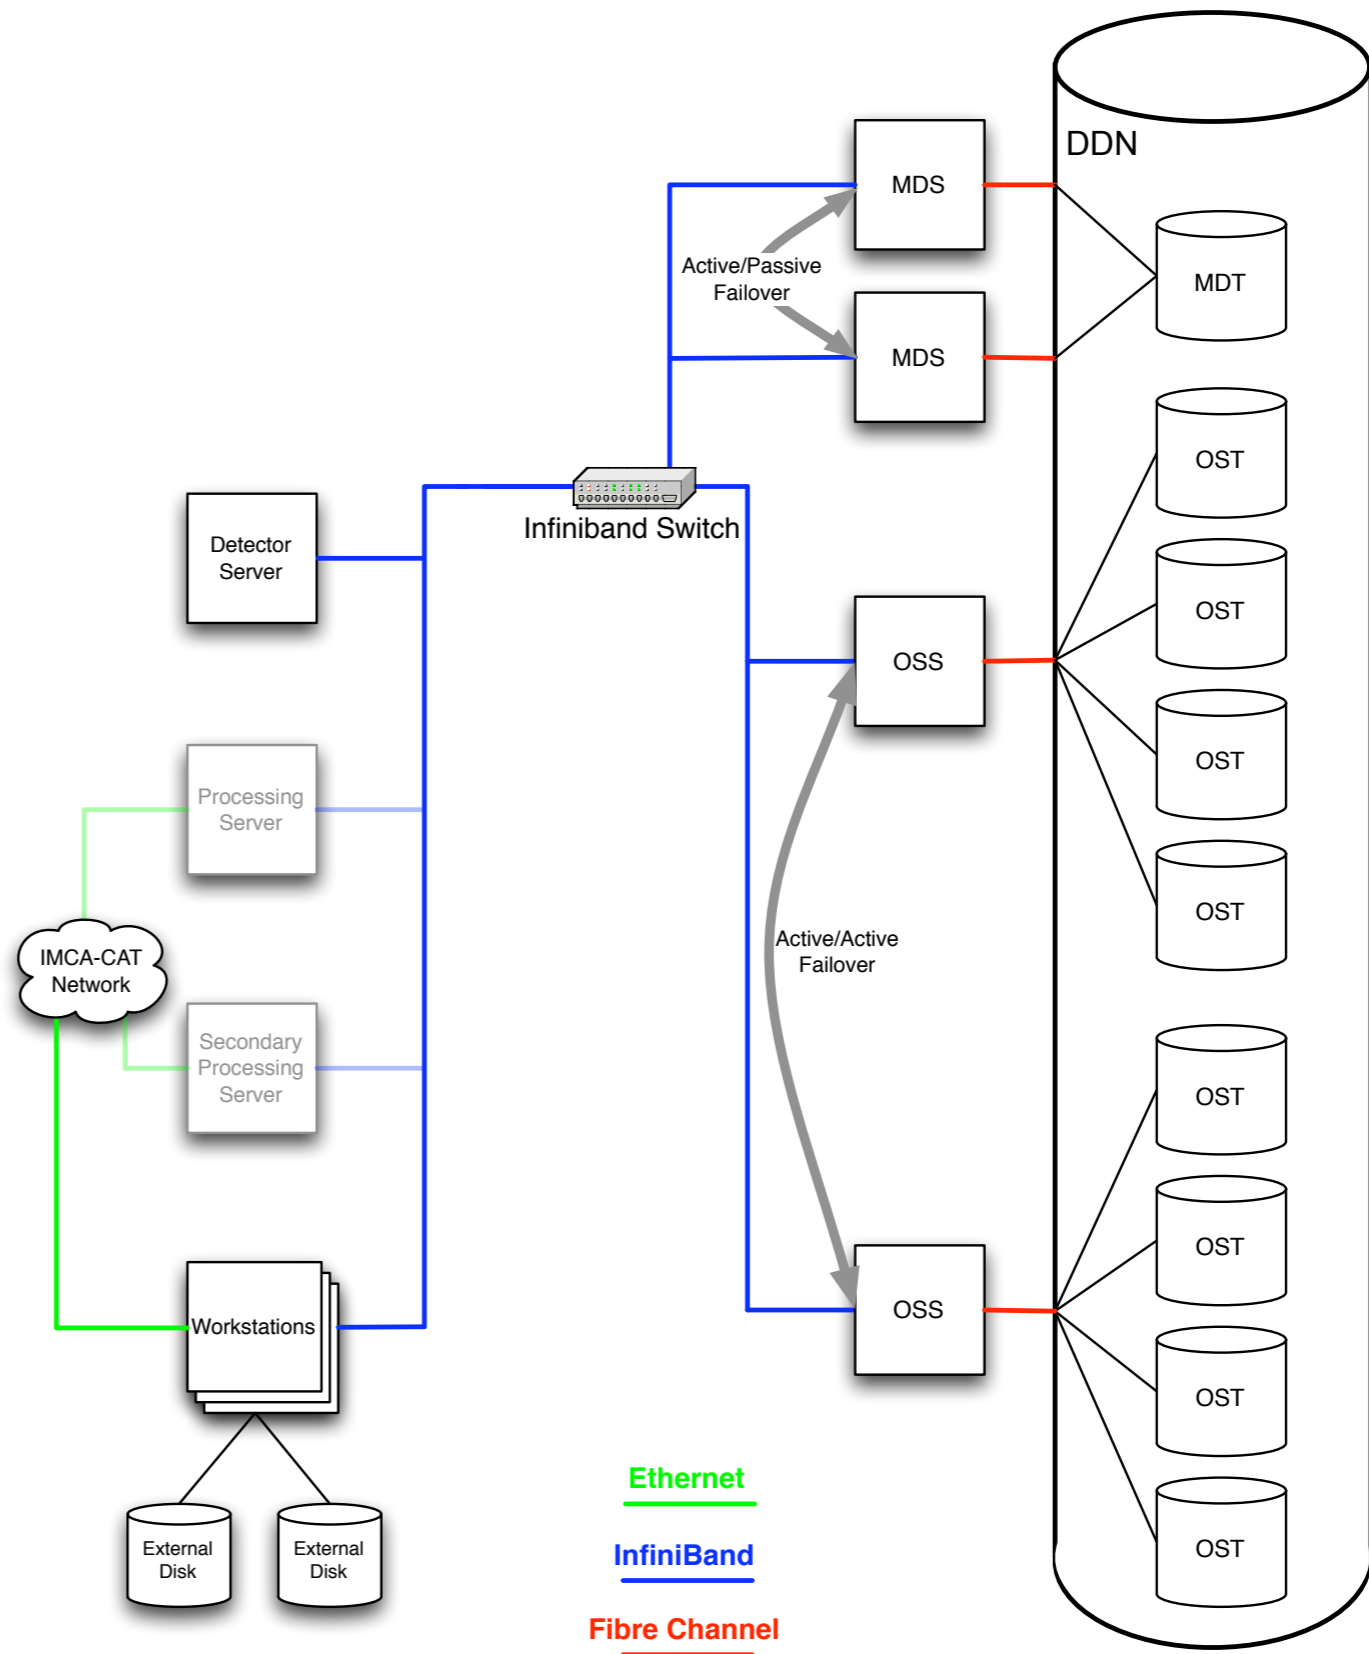 DDN
MDS
Active/Passive
Failover
MDT
MDS
OST
Infiniband Switch
Detector
Server
OST
OSS
OST
Processing
Server
OST
Active/Active
Failover
IMCA-CAT
Network
Secondary
Processing
Server
OST
OST
OSS
Workstations
OST
Ethernet
External
Disk
External
Disk
OST
InfiniBand
Fibre Channel